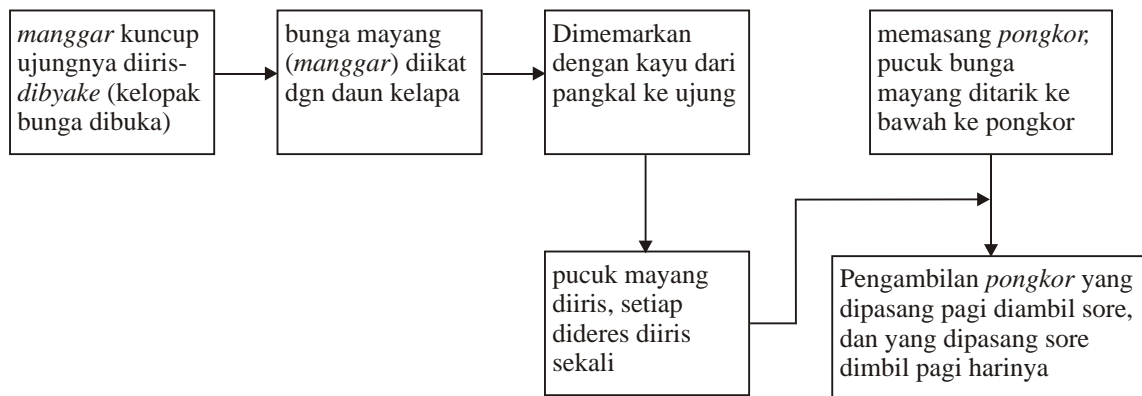 manggar kuncup
ujungnya diiris-
dibyake (kelopak
bunga dibuka)
bunga mayang
(manggar) diikat
dgn daun kelapa
Dimemarkan
dengan kayu dari
pangkal ke ujung
memasang pongkor,
pucuk bunga
mayang ditarik ke
bawah ke pongkor
pucuk mayang
diiris, setiap
dideres diiris
sekali
Pengambilan pongkor yang
dipasang pagi diambil sore,
dan yang dipasang sore
dimbil pagi harinya